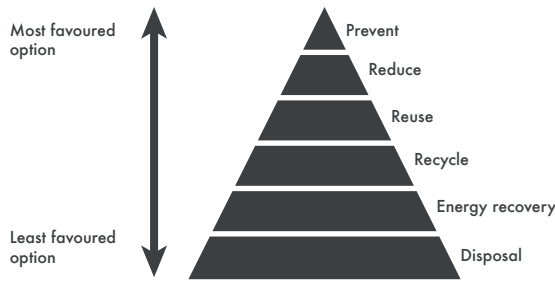 Most favoured
option
Prevent
Reduce
Reuse
Recycle
Energy recovery
Least favoured
option
Disposal